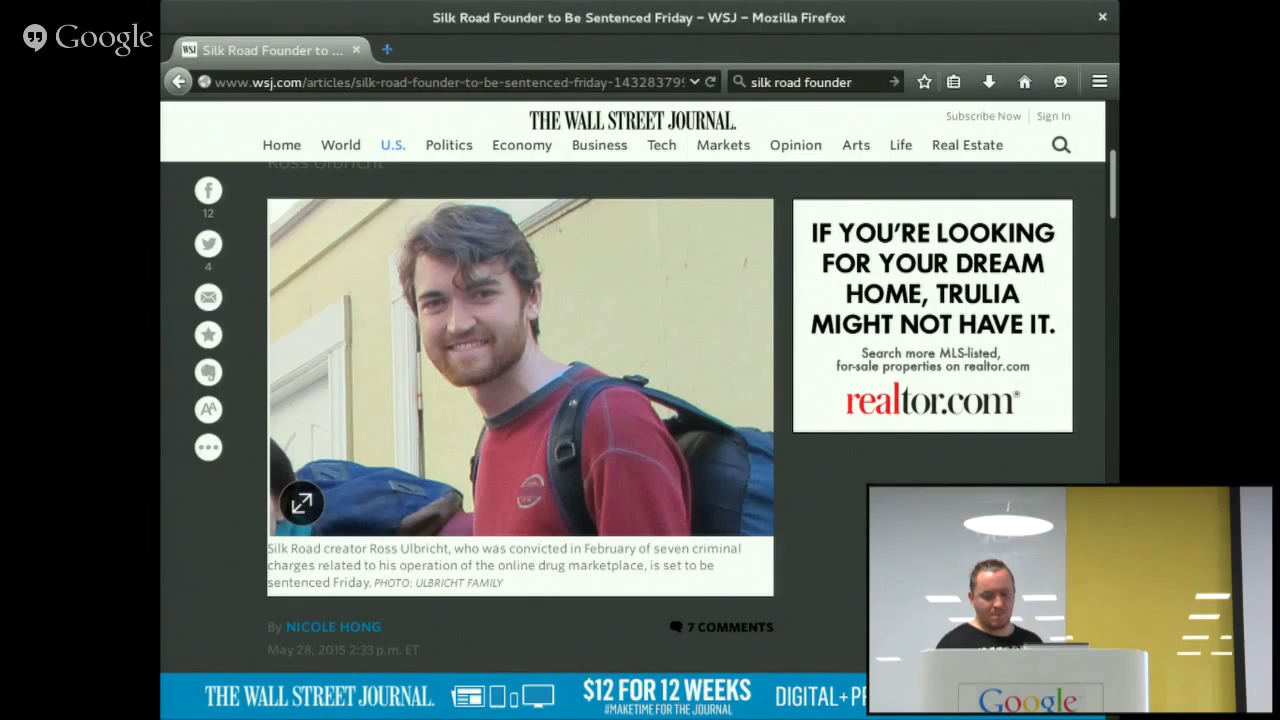 Silk Road Founder to Be Sentenced Friday – WSJ – Mozilla Firefox
Google
WSJ Silk Road Founder to ...
www.wsj.com/articles/silk-road-founder-to-be-sentenced-friday-143283799
silk road founder
THE WALL STREET JOURNAL.
Subscribe Now Sign In
Home World U.S. Politics Economy Business Tech Markets Opinion Arts Life Real Estate
Ross Ulbricht
12
4
AA
IF YOU'RE LOOKING
FOR YOUR DREAM
HOME, TRULIA
MIGHT NOT HAVE IT.
Search more MLS-listed,
for-sale properties on realtor.com
realtor.com®
Silk Road creator Ross Ulbricht, who was convicted in February of seven criminal
charges related to his operation of the online drug marketplace, is set to be
sentenced Friday. PHOTO: ULBRICHT FAMILY
By NICOLE HONG
7 COMMENTS
May 28, 2015 2:33 p.m. ET
THE WALL STREET JOURNAL.
$12 FOR 12 WEEKS
#MAKETIME FOR THE JOURNAL
DIGITAL+PR
Google